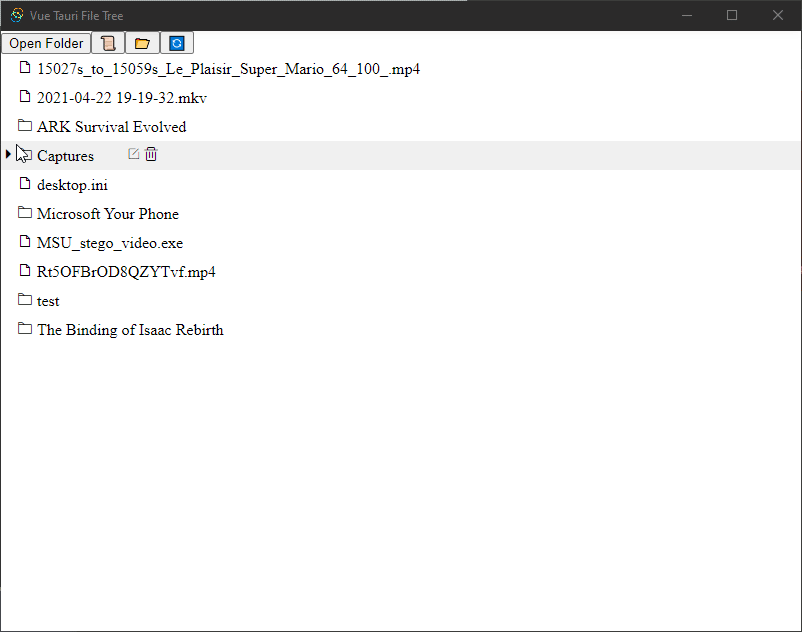 Vue Tauri File Tree
Open Folder
15027s_to_15059s_Le_Plaisir_Super_Mario_64_100_.mp4
2021-04-22 19-19-32.mkv
ARK Survival Evolved
Captures
desktop.ini
Microsoft Your Phone
MSU_stego_video.exe
Rt5OFBrOD8QZYTvf.mp4
test
The Binding of Isaac Rebirth